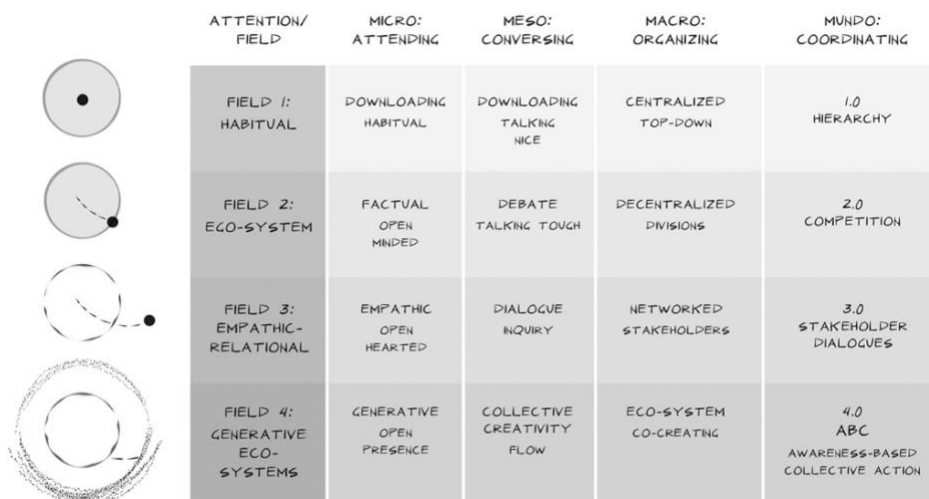 ATTENTION/
FIELD
MICRO:
ATTENDING
MESO:
CONVERSING
MACRO:
ORGANIZING
MUNDO:
COORDINATING
FIELD 1:
HABITUAL
DOWNLOADING
HABITUAL
DOWNLOADING
TALKING
NICE
CENTRALIZED
TOP-DOWN
1.0
HIERARCHY
FIELD 2:
EGO-SYSTEM
FACTUAL
OPEN
MINDED
DEBATE
TALKING TOUGH
DECENTRALIZED
DIVISIONS
2.0
COMPETITION
FIELD 3:
EMPATHIC-
RELATIONAL
EMPATHIC
OPEN
HEARTED
DIALOGUE
INQUIRY
NETWORKED
STAKEHOLDERS
3.0
STAKEHOLDER
DIALOGUES
FIELD 4:
GENERATIVE
ECO-
SYSTEMS
GENERATIVE
OPEN
PRESENCE
COLLECTIVE
CREATIVITY
FLOW
ECO-SYSTEM
CO-CREATING
4.0
ABC
AWARENESS-BASED
COLLECTIVE ACTION